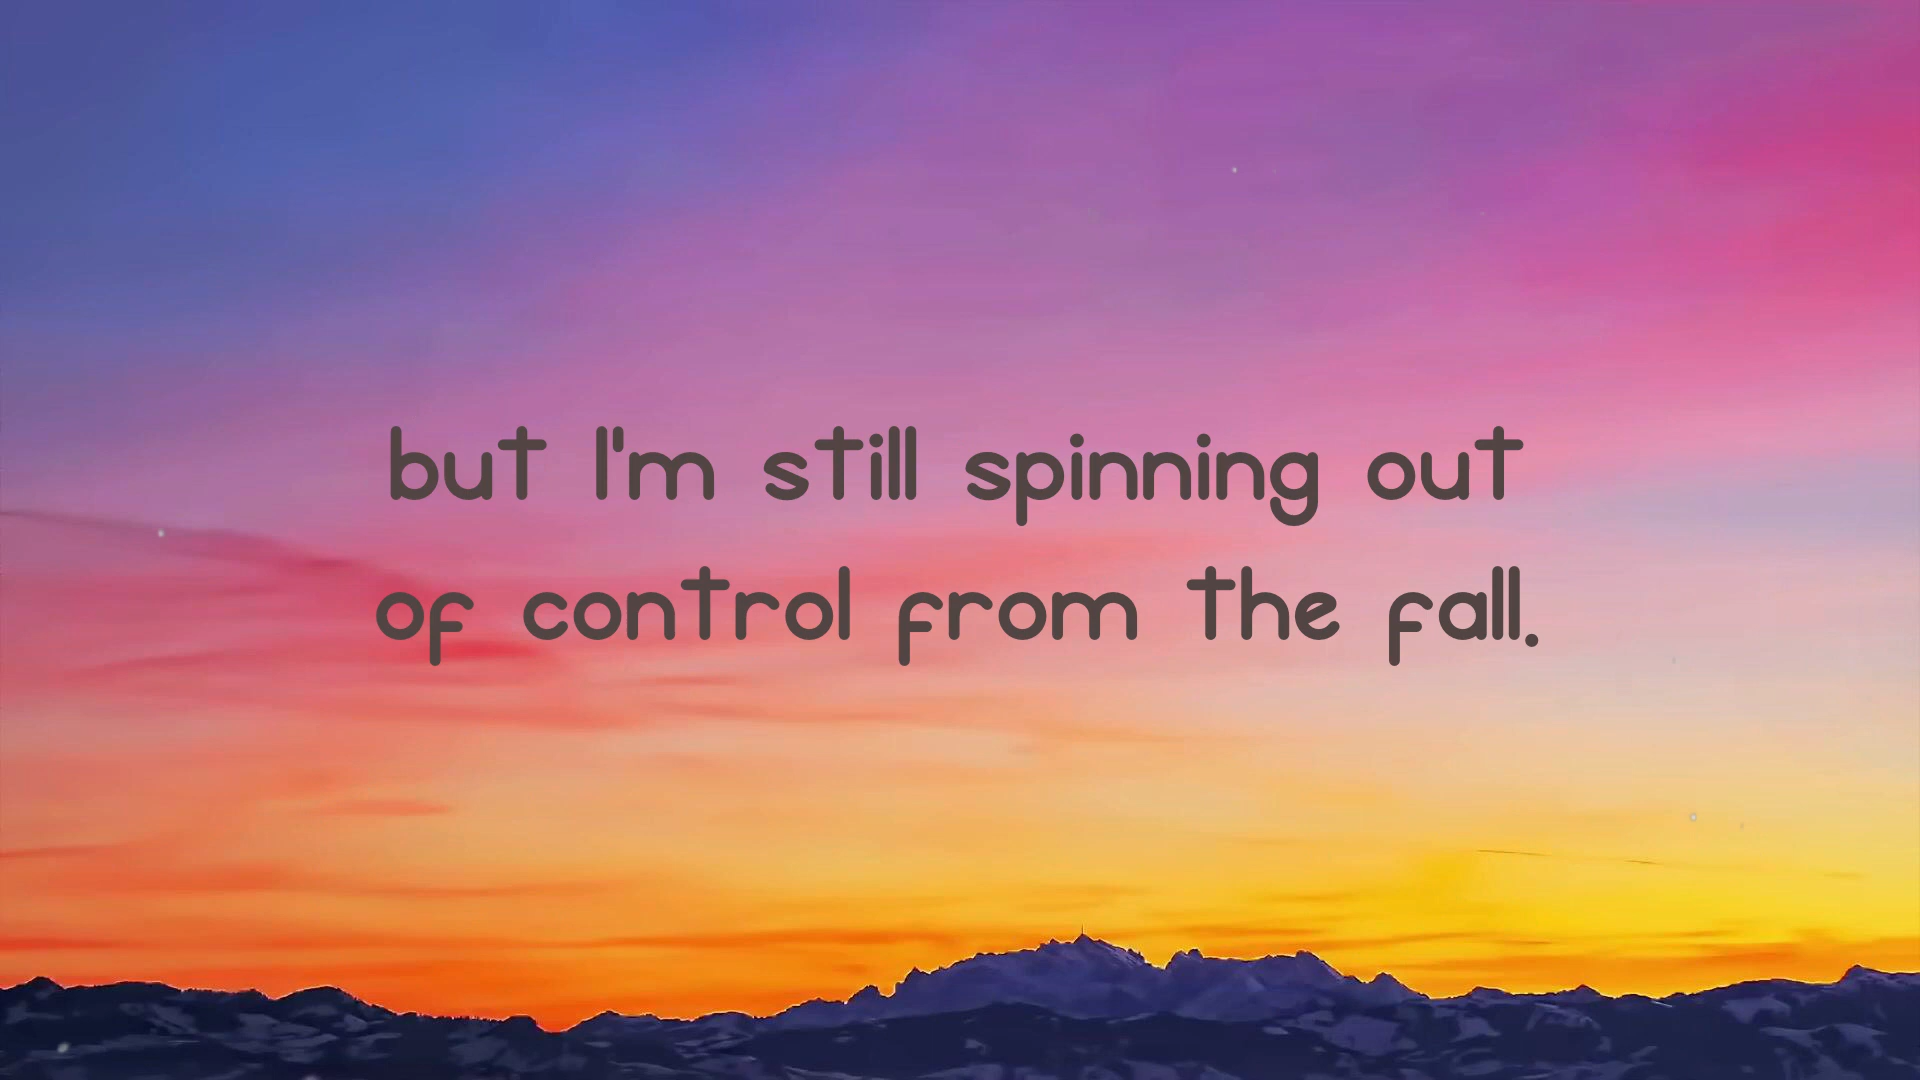 but I'm still spinning out
of control from the fall.